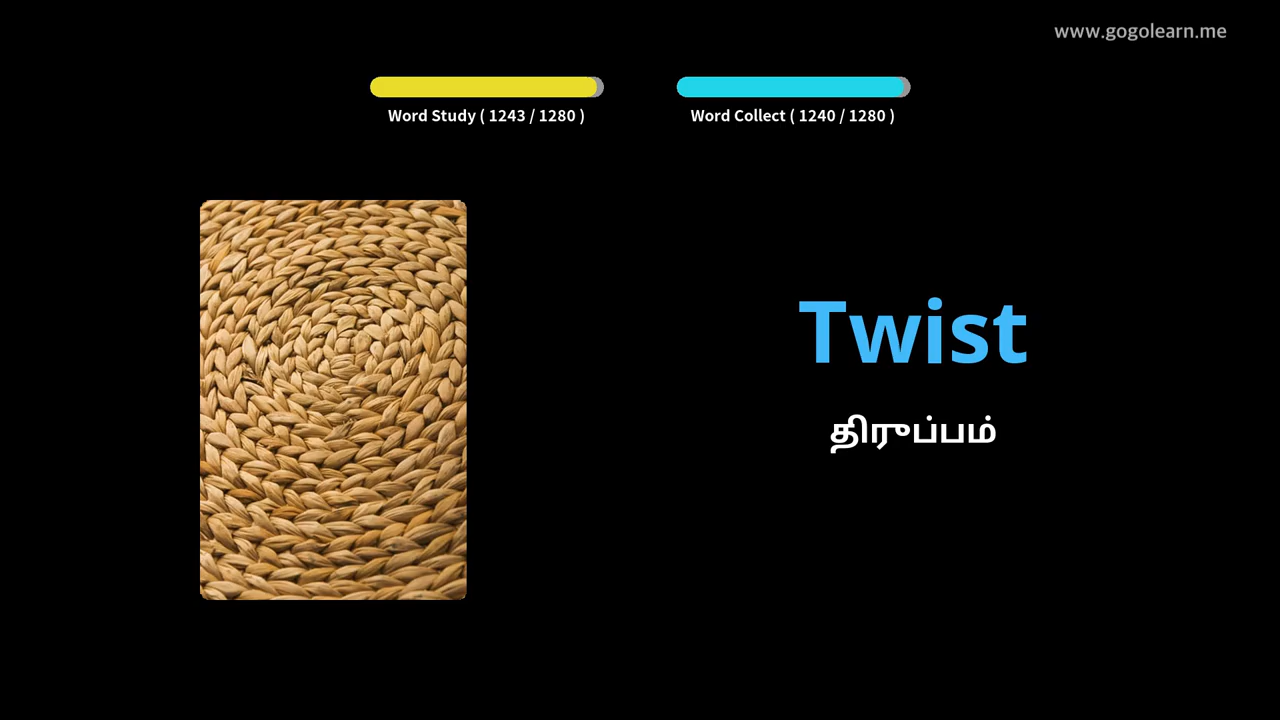 www.gogolearn.me
Word Study ( 1243 / 1280 )
Word Collect ( 1240 / 1280 )
Twist
திருப்பம்